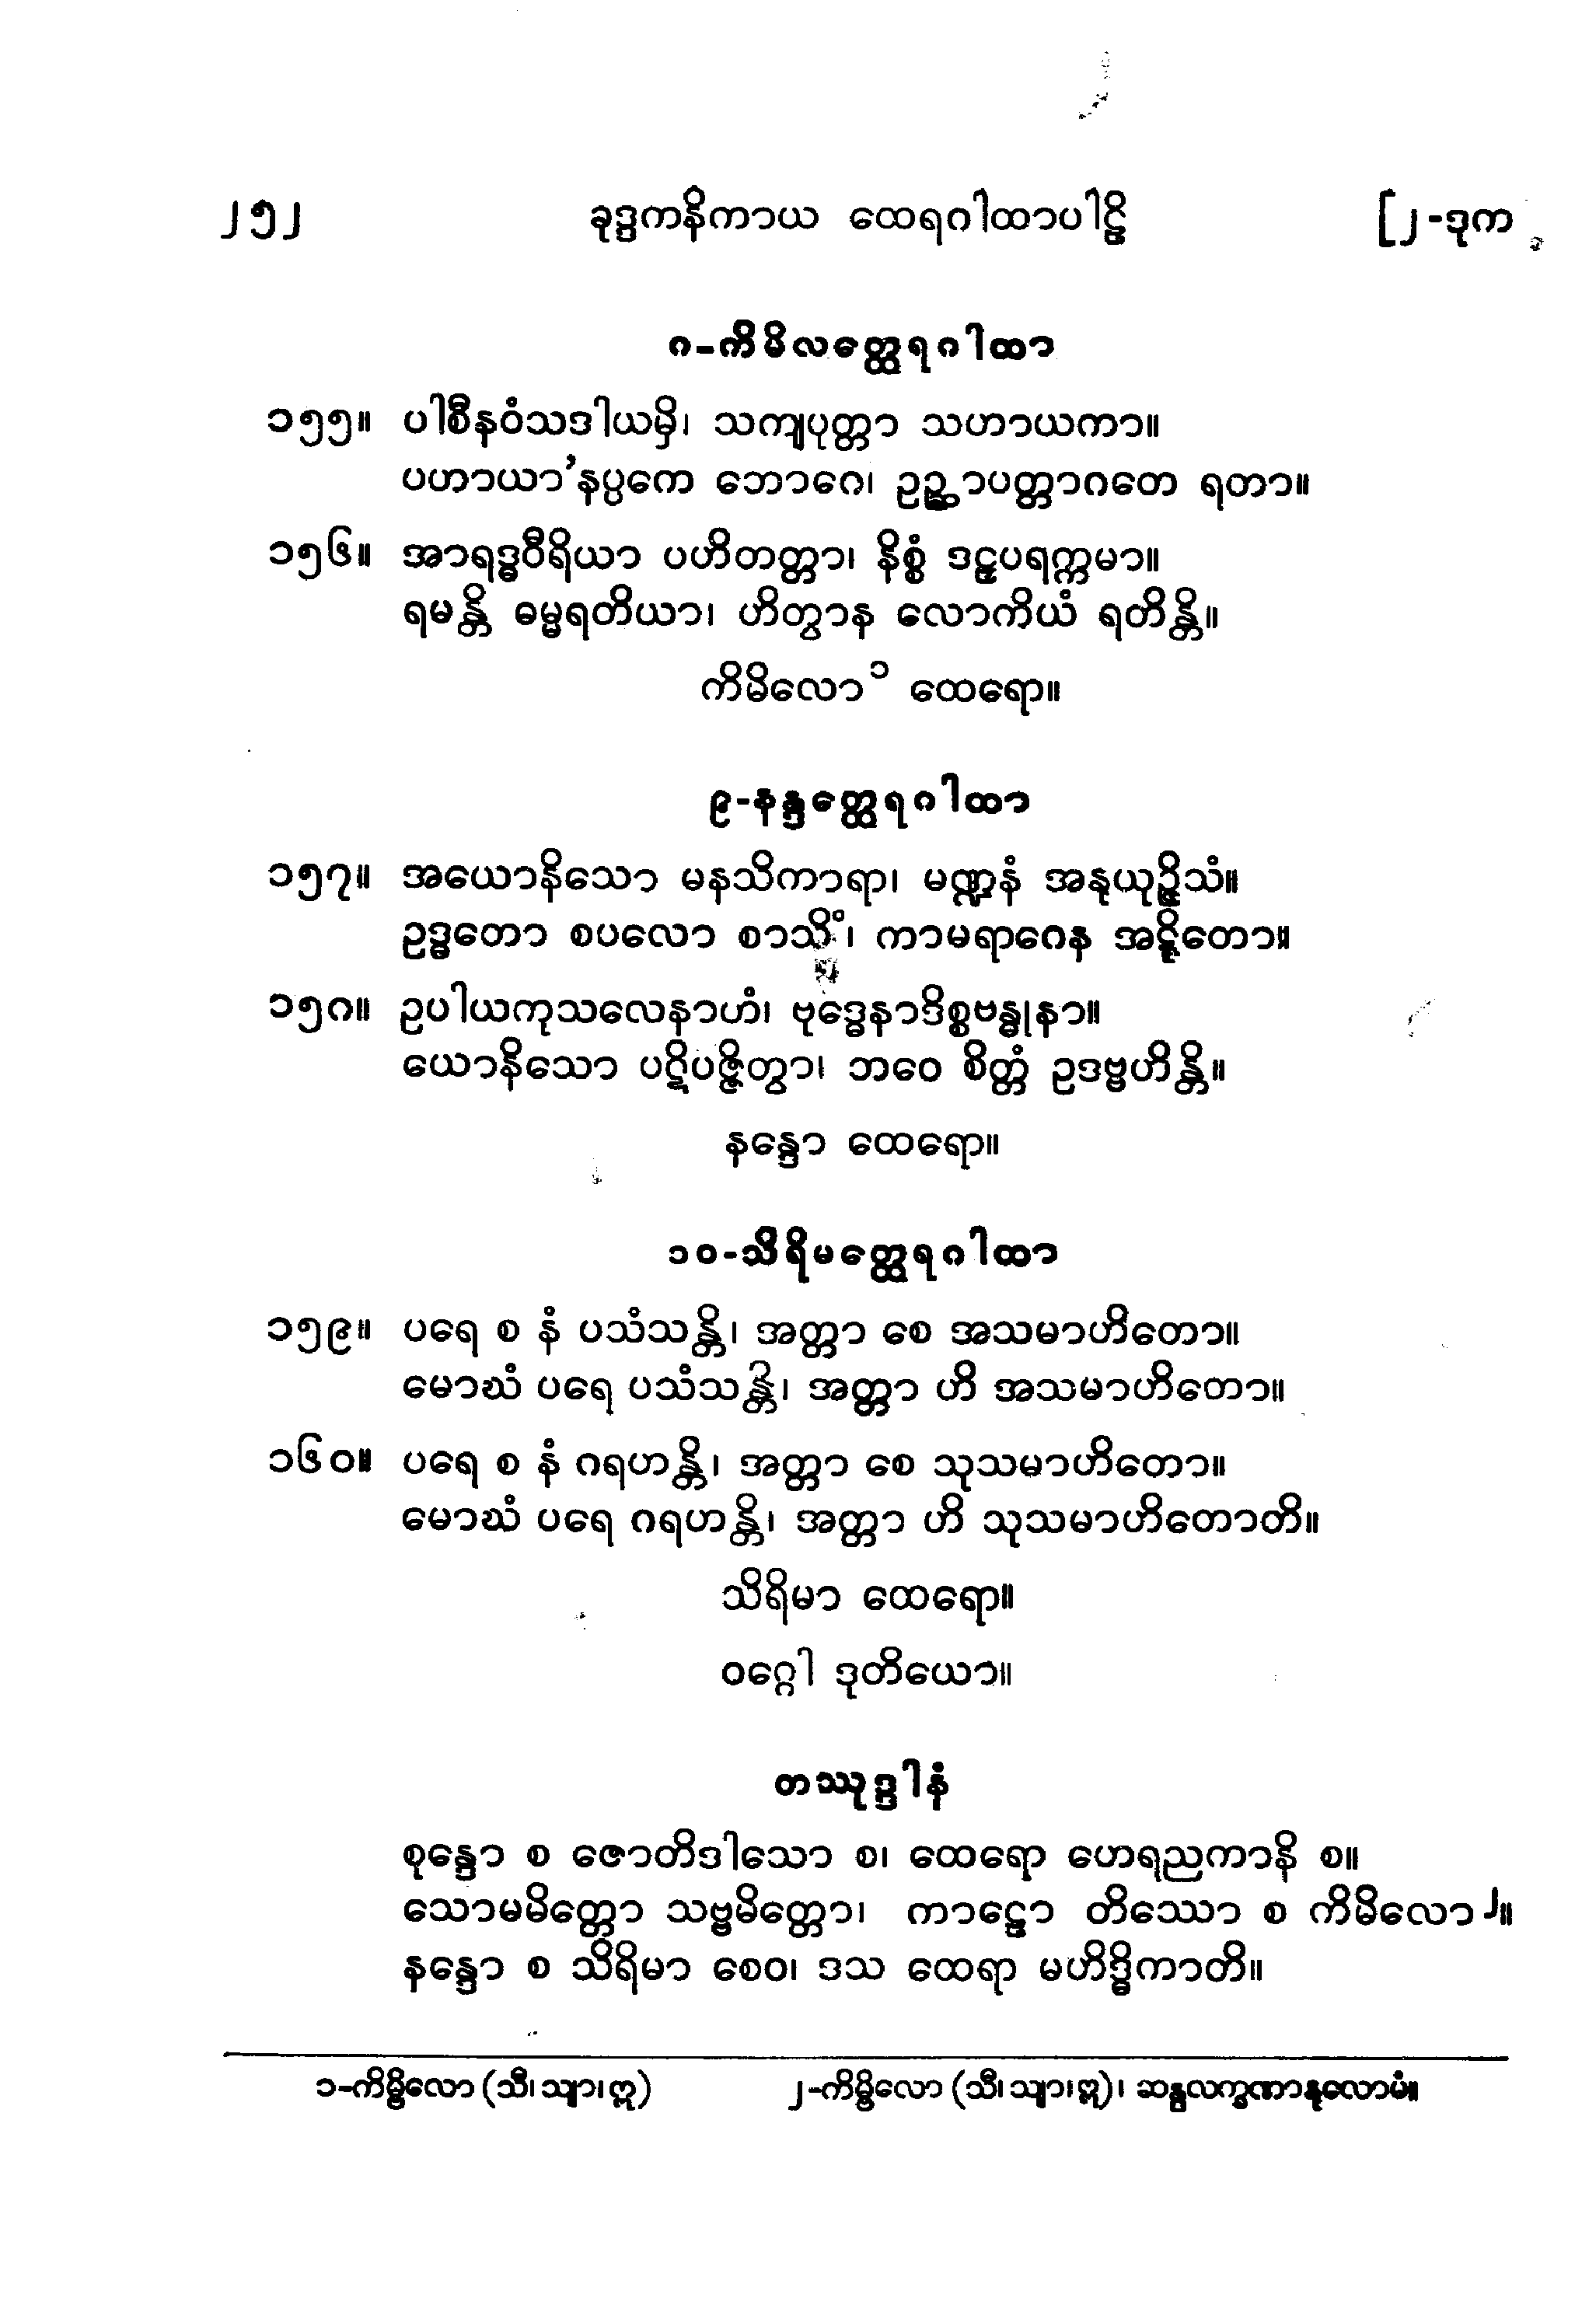 ၂၅၂ ခုဒ္ဒကနိကာယ ထေရဂါထာပါဠိ [၂-ဒုက
၈-ကိမိလတ္ထေရဂါထာ
၁၅၅။ ပါစီနဝံသဒါယမှိ၊ သကျပုတ္တာ သဟာယကာ။
ပဟာယာ’နပ္ပကေ ဘောဂေ၊ ဥဉ္ဆာပတ္တာဂတေ ရတာ။
၁၅၆။ အာရဒ္ဓဝီရိယာ ပဟိတတ္တာ၊ နိစ္စံ ဒဠှပရက္ကမာ။
ရမန္တိ ဓမ္မရတိယာ၊ ဟိတွာန လောကိယံ ရတိန္တိ။
ကိမိလော၁ ထေရော။
၉-နန္ဒတ္ထေရဂါထာ
၁၅၇။ အယောနိသော မနသိကာရာ၊ မဏ္ဍနံ အနုယုဉ္ဇိသံ။
ဥဒ္ဓတော စပလော စာသိံ၊ ကာမရာဂေန အဋ္ဋိတော။
၁၅၈။ ဥပါယကုသလေနာဟံ၊ ဗုဒ္ဓေနာဒိစ္စဗန္ဓုနာ။
ယောနိသော ပဋိပဇ္ဇိတွာ၊ ဘဝေ စိတ္တံ ဥဒဗ္ဗဟိန္တိ။
နန္ဒော ထေရော။
၁၀-သိရိမတ္ထေရဂါထာ
၁၅၉။ ပရေ စ နံ ပသံသန္တိ၊ အတ္တာ စေ အသမာဟိတော။
မောဃံ ပရေ ပသံသန္တိ၊ အတ္တာ ဟိ အသမာဟိတော။
၁၆၀။ ပရေ စ နံ ဂရဟန္တိ၊ အတ္တာ စေ သုသမာဟိတော။
မောဃံ ပရေ ဂရဟန္တိ၊ အတ္တာ ဟိ သုသမာဟိတောတိ။
သိရိမာ ထေရော။
ဝဂ္ဂေါ ဒုတိယော။
တဿုဒ္ဒါနံ
စုန္ဒော စ ဇောတိဒါသော စ၊ ထေရော ဟေရညကာနိ စ။
သောမမိတ္တော သဗ္ဗမိတ္တော၊ ကာဠော တိဿော စ ကိမိလော၂။
နန္ဒော စ သိရိမာ စေဝ၊ ဒသ ထေရာ မဟိဒ္ဓိကာတိ။
၁-ကိမ္ဗိလော (သီ၊ သျာ၊ ဣ) ၂-ကိမ္ဗိလော (သီ၊ သျာ၊ ဣ)၊ ဆန္ဒလက္ခဏာနုလောမံ။